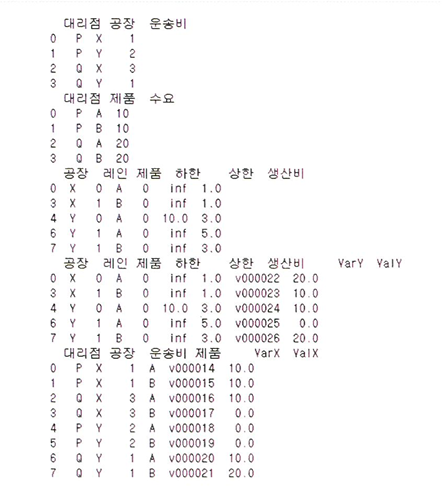 대리점 공장 운송비
0 P X 1
1 P Y 2
2 Q X 3
3 Q Y 1
대리점 제품 수요
0 P A 10
1 P B 10
2 Q A 20
3 Q B 20
공장 레인 제품 하한 상한 생산비
0 X 0 A 0 inf 1.0
3 X 1 B 0 inf 1.0
4 Y 0 A 0 10.0 3.0
6 Y 1 A 0 inf 5.0
7 Y 1 B 0 inf 3.0
공장 레인 제품 하한 상한 생산비 VarY ValY
0 X 0 A 0 inf 1.0 v000022 20.0
3 X 1 B 0 inf 1.0 v000023 10.0
4 Y 0 A 0 10.0 3.0 v000024 10.0
6 Y 1 A 0 inf 5.0 v000025 0.0
7 Y 1 B 0 inf 3.0 v000026 20.0
대리점 공장 운송비 제품 VarX ValX
0 P X 1 A v000014 10.0
1 P X 1 B v000015 10.0
2 Q X 3 A v000016 10.0
3 Q X 3 B v000017 0.0
4 P Y 2 A v000018 0.0
5 P Y 2 B v000019 0.0
6 Q Y 1 A v000020 10.0
7 Q Y 1 B v000021 20.0